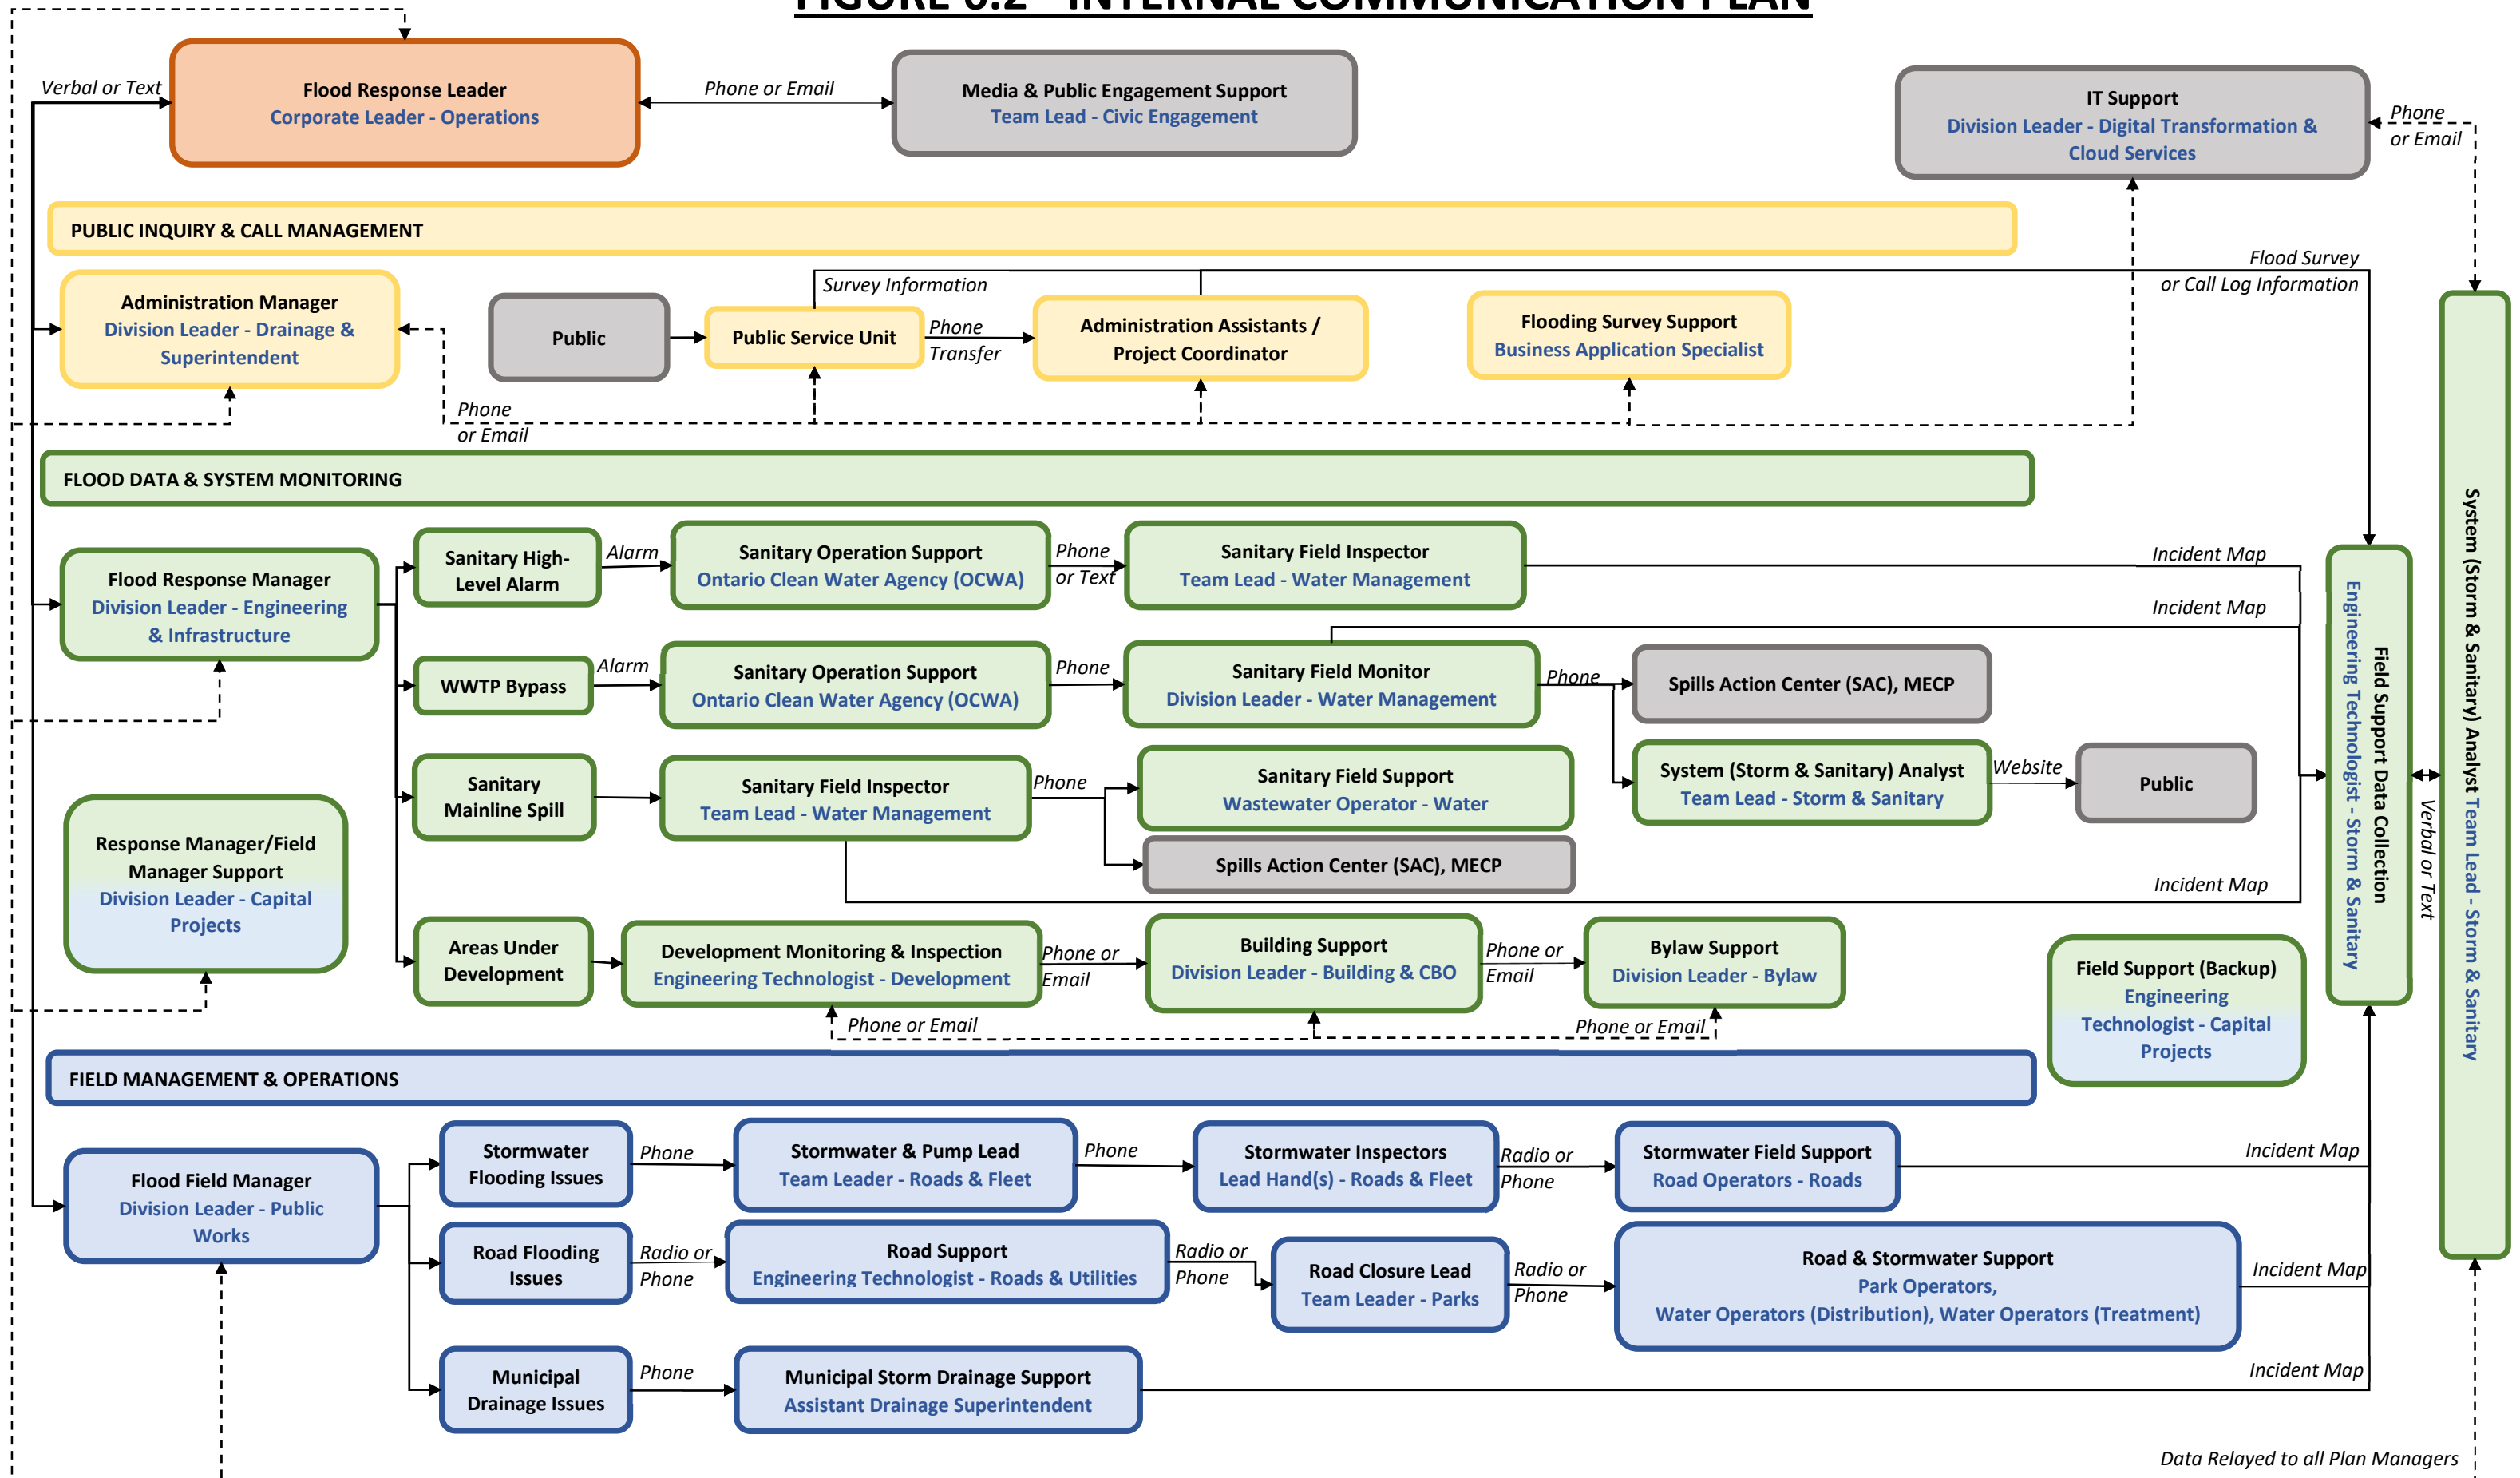 FIGURE 6.2 - INTERNAL COMMUNICATION PLAN
Verbal or Text
Flood Response Leader
Corporate Leader - Operations
Phone or Email
Media & Public Engagement Support
Team Lead - Civic Engagement
IT Support
Division Leader - Digital Transformation &
Cloud Services
Phone
or Email
PUBLIC INQUIRY & CALL MANAGEMENT
Administration Manager
Division Leader - Drainage &
Superintendent
Public
Survey Information
Public Service Unit
Phone
Transfer
Administration Assistants /
Project Coordinator
Flooding Survey Support
Business Application Specialist
Flood Survey
or Call Log Information
Phone
or Email
FLOOD DATA & SYSTEM MONITORING
Flood Response Manager
Division Leader - Engineering
& Infrastructure
Sanitary High-
Level Alarm
Alarm
Sanitary Operation Support
Ontario Clean Water Agency (OCWA)
Phone
or Text
Sanitary Field Inspector
Team Lead - Water Management
Incident Map
Incident Map
WWTP Bypass
Alarm
Sanitary Operation Support
Ontario Clean Water Agency (OCWA)
Phone
Sanitary Field Monitor
Division Leader - Water Management
Phone
Spills Action Center (SAC), MECP
System (Storm & Sanitary) Analyst
Team Lead - Storm & Sanitary
Website
Public
Sanitary
Mainline Spill
Sanitary Field Inspector
Team Lead - Water Management
Phone
Sanitary Field Support
Wastewater Operator - Water
Spills Action Center (SAC), MECP
Incident Map
Response Manager/Field
Manager Support
Division Leader - Capital
Projects
Areas Under
Development
Development Monitoring & Inspection
Engineering Technologist - Development
Phone or
Email
Building Support
Division Leader - Building & CBO
Phone or
Email
Bylaw Support
Division Leader - Bylaw
Phone or Email
Phone or Email
Field Support (Backup)
Engineering
Technologist - Capital
Projects
Field Support Data Collection
Engineering Technologist - Storm & Sanitary
Verbal or Text
System (Storm & Sanitary) Analyst Team Lead - Storm & Sanitary
FIELD MANAGEMENT & OPERATIONS
Flood Field Manager
Division Leader - Public
Works
Stormwater
Flooding Issues
Phone
Stormwater & Pump Lead
Team Leader - Roads & Fleet
Phone
Stormwater Inspectors
Lead Hand(s) - Roads & Fleet
Radio or
Phone
Stormwater Field Support
Road Operators - Roads
Incident Map
Road Flooding
Issues
Radio or
Phone
Road Support
Engineering Technologist - Roads & Utilities
Radio or
Phone
Road Closure Lead
Team Leader - Parks
Radio or
Phone
Road & Stormwater Support
Park Operators,
Water Operators (Distribution), Water Operators (Treatment)
Incident Map
Municipal
Drainage Issues
Phone
Municipal Storm Drainage Support
Assistant Drainage Superintendent
Incident Map
Data Relayed to all Plan Managers